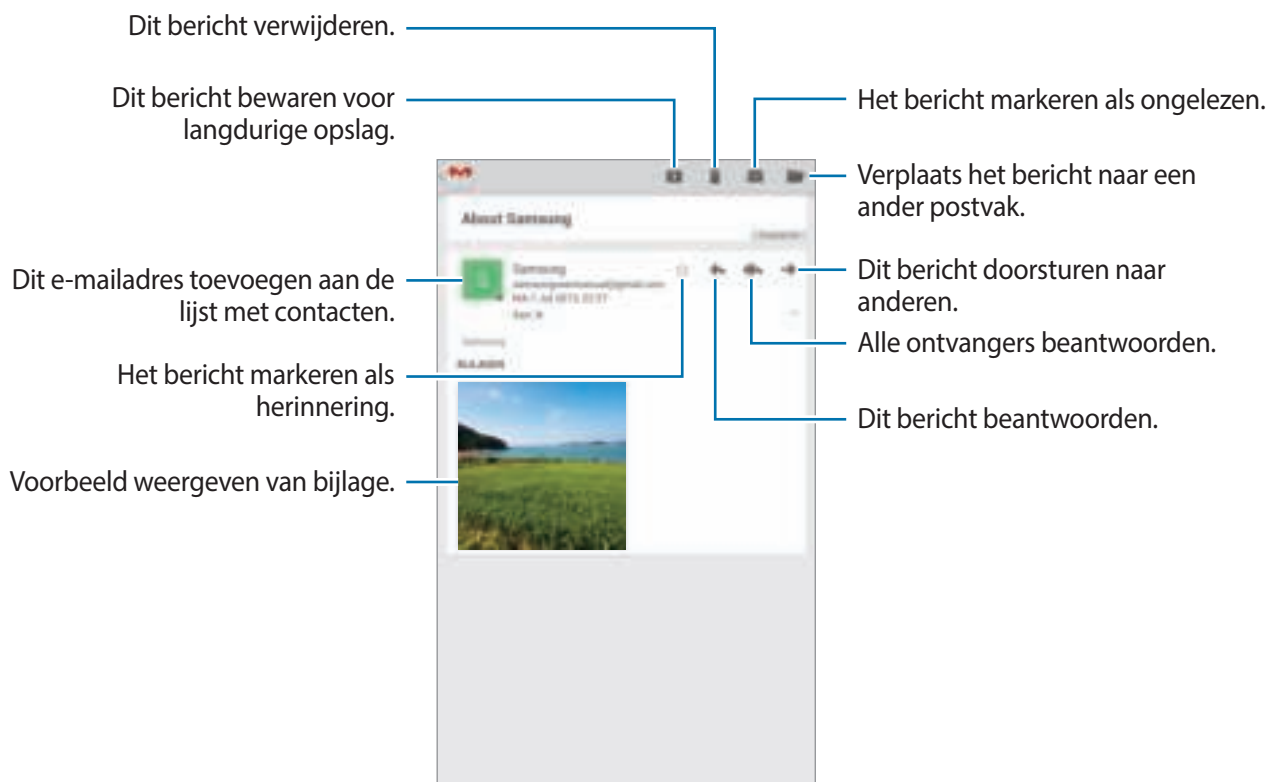 Dit bericht verwijderen.
Dit bericht bewaren voor
langdurige opslag.
Dit e-mailadres toevoegen aan de
lijst met contacten.
Het bericht markeren als
herinnering.
Voorbeeld weergeven van bijlage.
About Samsung
Samsung
Samsung
Het bericht markeren als ongelezen.
Verplaats het bericht naar een
ander postvak.
Dit bericht doorsturen naar
anderen.
Alle ontvangers beantwoorden.
Dit bericht beantwoorden.